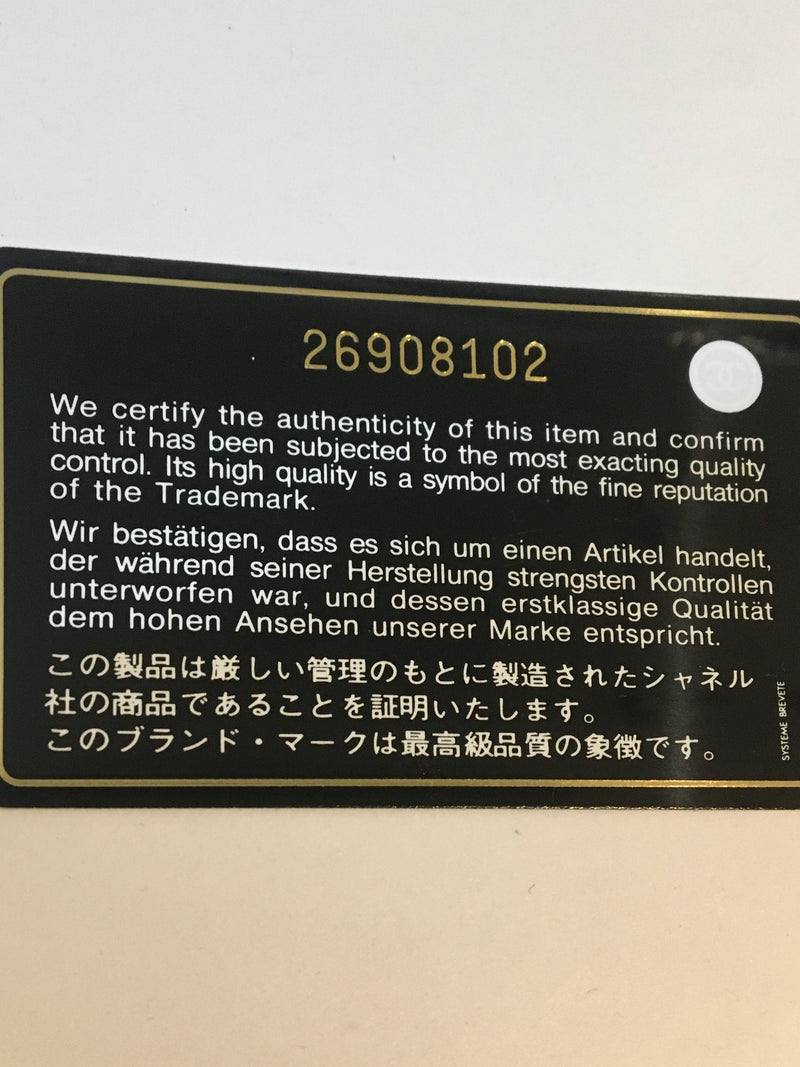 26908102
We certify the authenticity of this item and confirm
that it has been subjected to the most exacting quality
control. Its high quality is a symbol of the fine reputation
of the Trademark.
Wir bestätigen, dass es sich um einen Artikel handelt,
der während seiner Herstellung strengsten Kontrollen
unterworfen war, und dessen erstklassige Qualität
dem hohen Ansehen unserer Marke entspricht.
この製品は厳しい管理のもとに製造されたシャネル
社の商品であることを証明いたします。
このブランド・マークは最高級品質の象徴です。
SYSTEME BREVETE